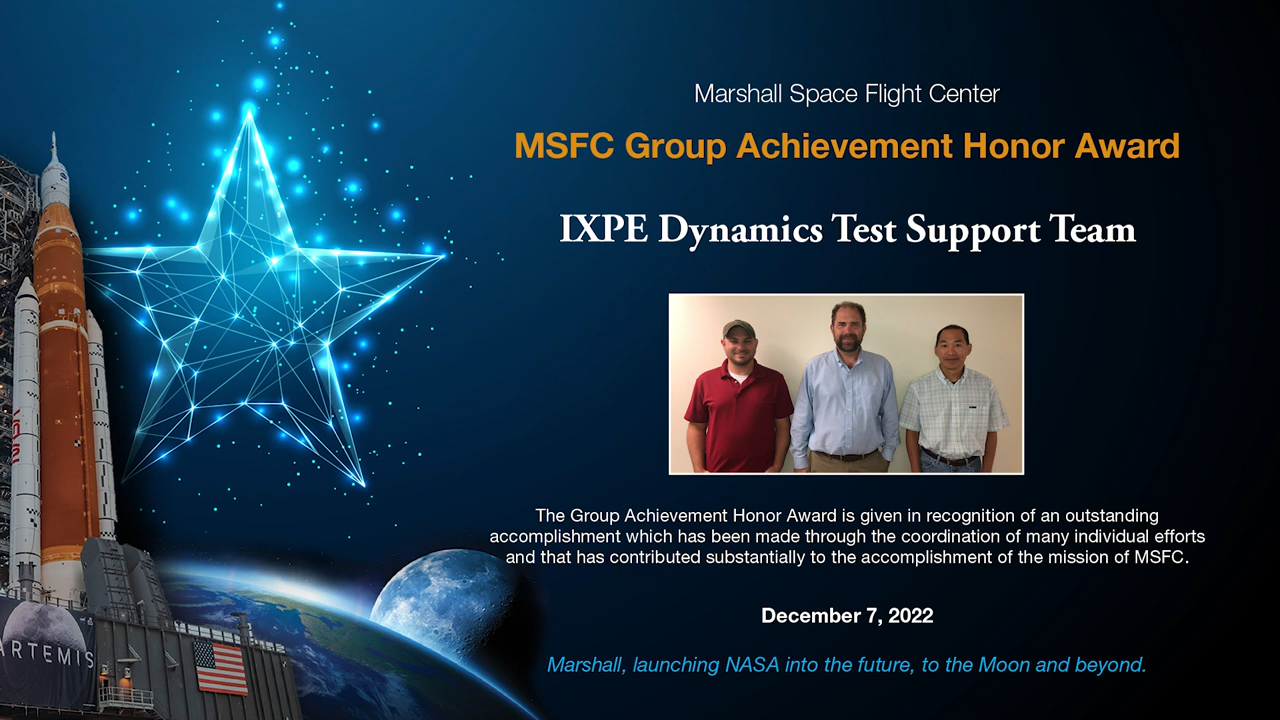 Marshall Space Flight Center
MSFC Group Achievement Honor Award
IXPE Dynamics Test Support Team
The Group Achievement Honor Award is given in recognition of an outstanding
accomplishment which has been made through the coordination of many individual efforts
and that has contributed substantially to the accomplishment of the mission of MSFC.
December 7, 2022
Marshall, launching NASA into the future, to the Moon and beyond.
ARTEMIS